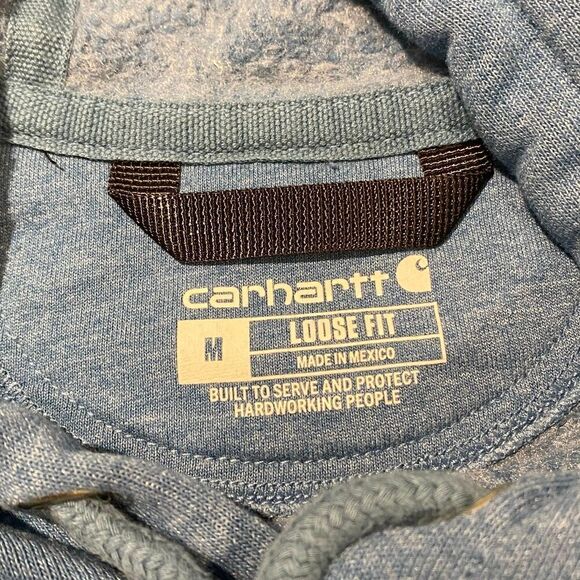 carhartt
M
LOOSE FIT
MADE IN MEXICO
BUILT TO SERVE AND PROTECT
HARDWORKING PEOPLE